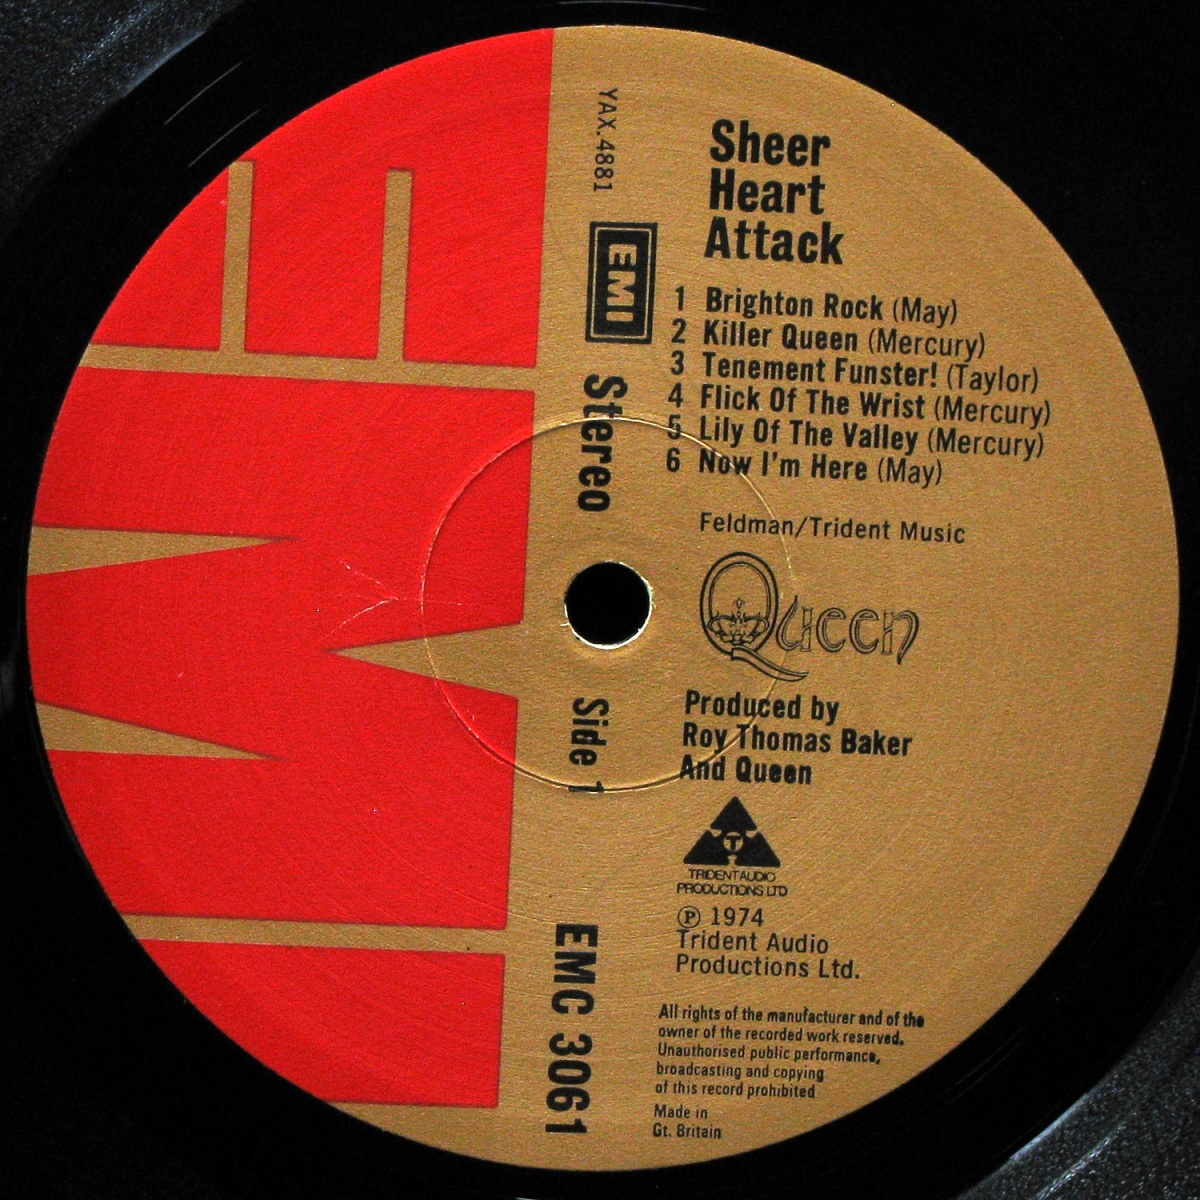 YAX.4881
EMI
Stereo
Side 1
EMC 3061
Sheer
Heart
Attack
1 Brighton Rock (May)
2 Killer Queen (Mercury)
3 Tenement Funster! (Taylor)
4 Flick Of The Wrist (Mercury)
5 Lily Of The Valley (Mercury)
6 Now I'm Here (May)
Feldman/Trident Music
Queen
Produced by
Roy Thomas Baker
And Queen
T
TRIDENT AUDIO
PRODUCTIONS LTD
℗ 1974
Trident Audio
Productions Ltd.
All rights of the manufacturer and of the
owner of the recorded work reserved.
Unauthorised public performance,
broadcasting and copying
of this record prohibited
Made in
Gt. Britain
EMI